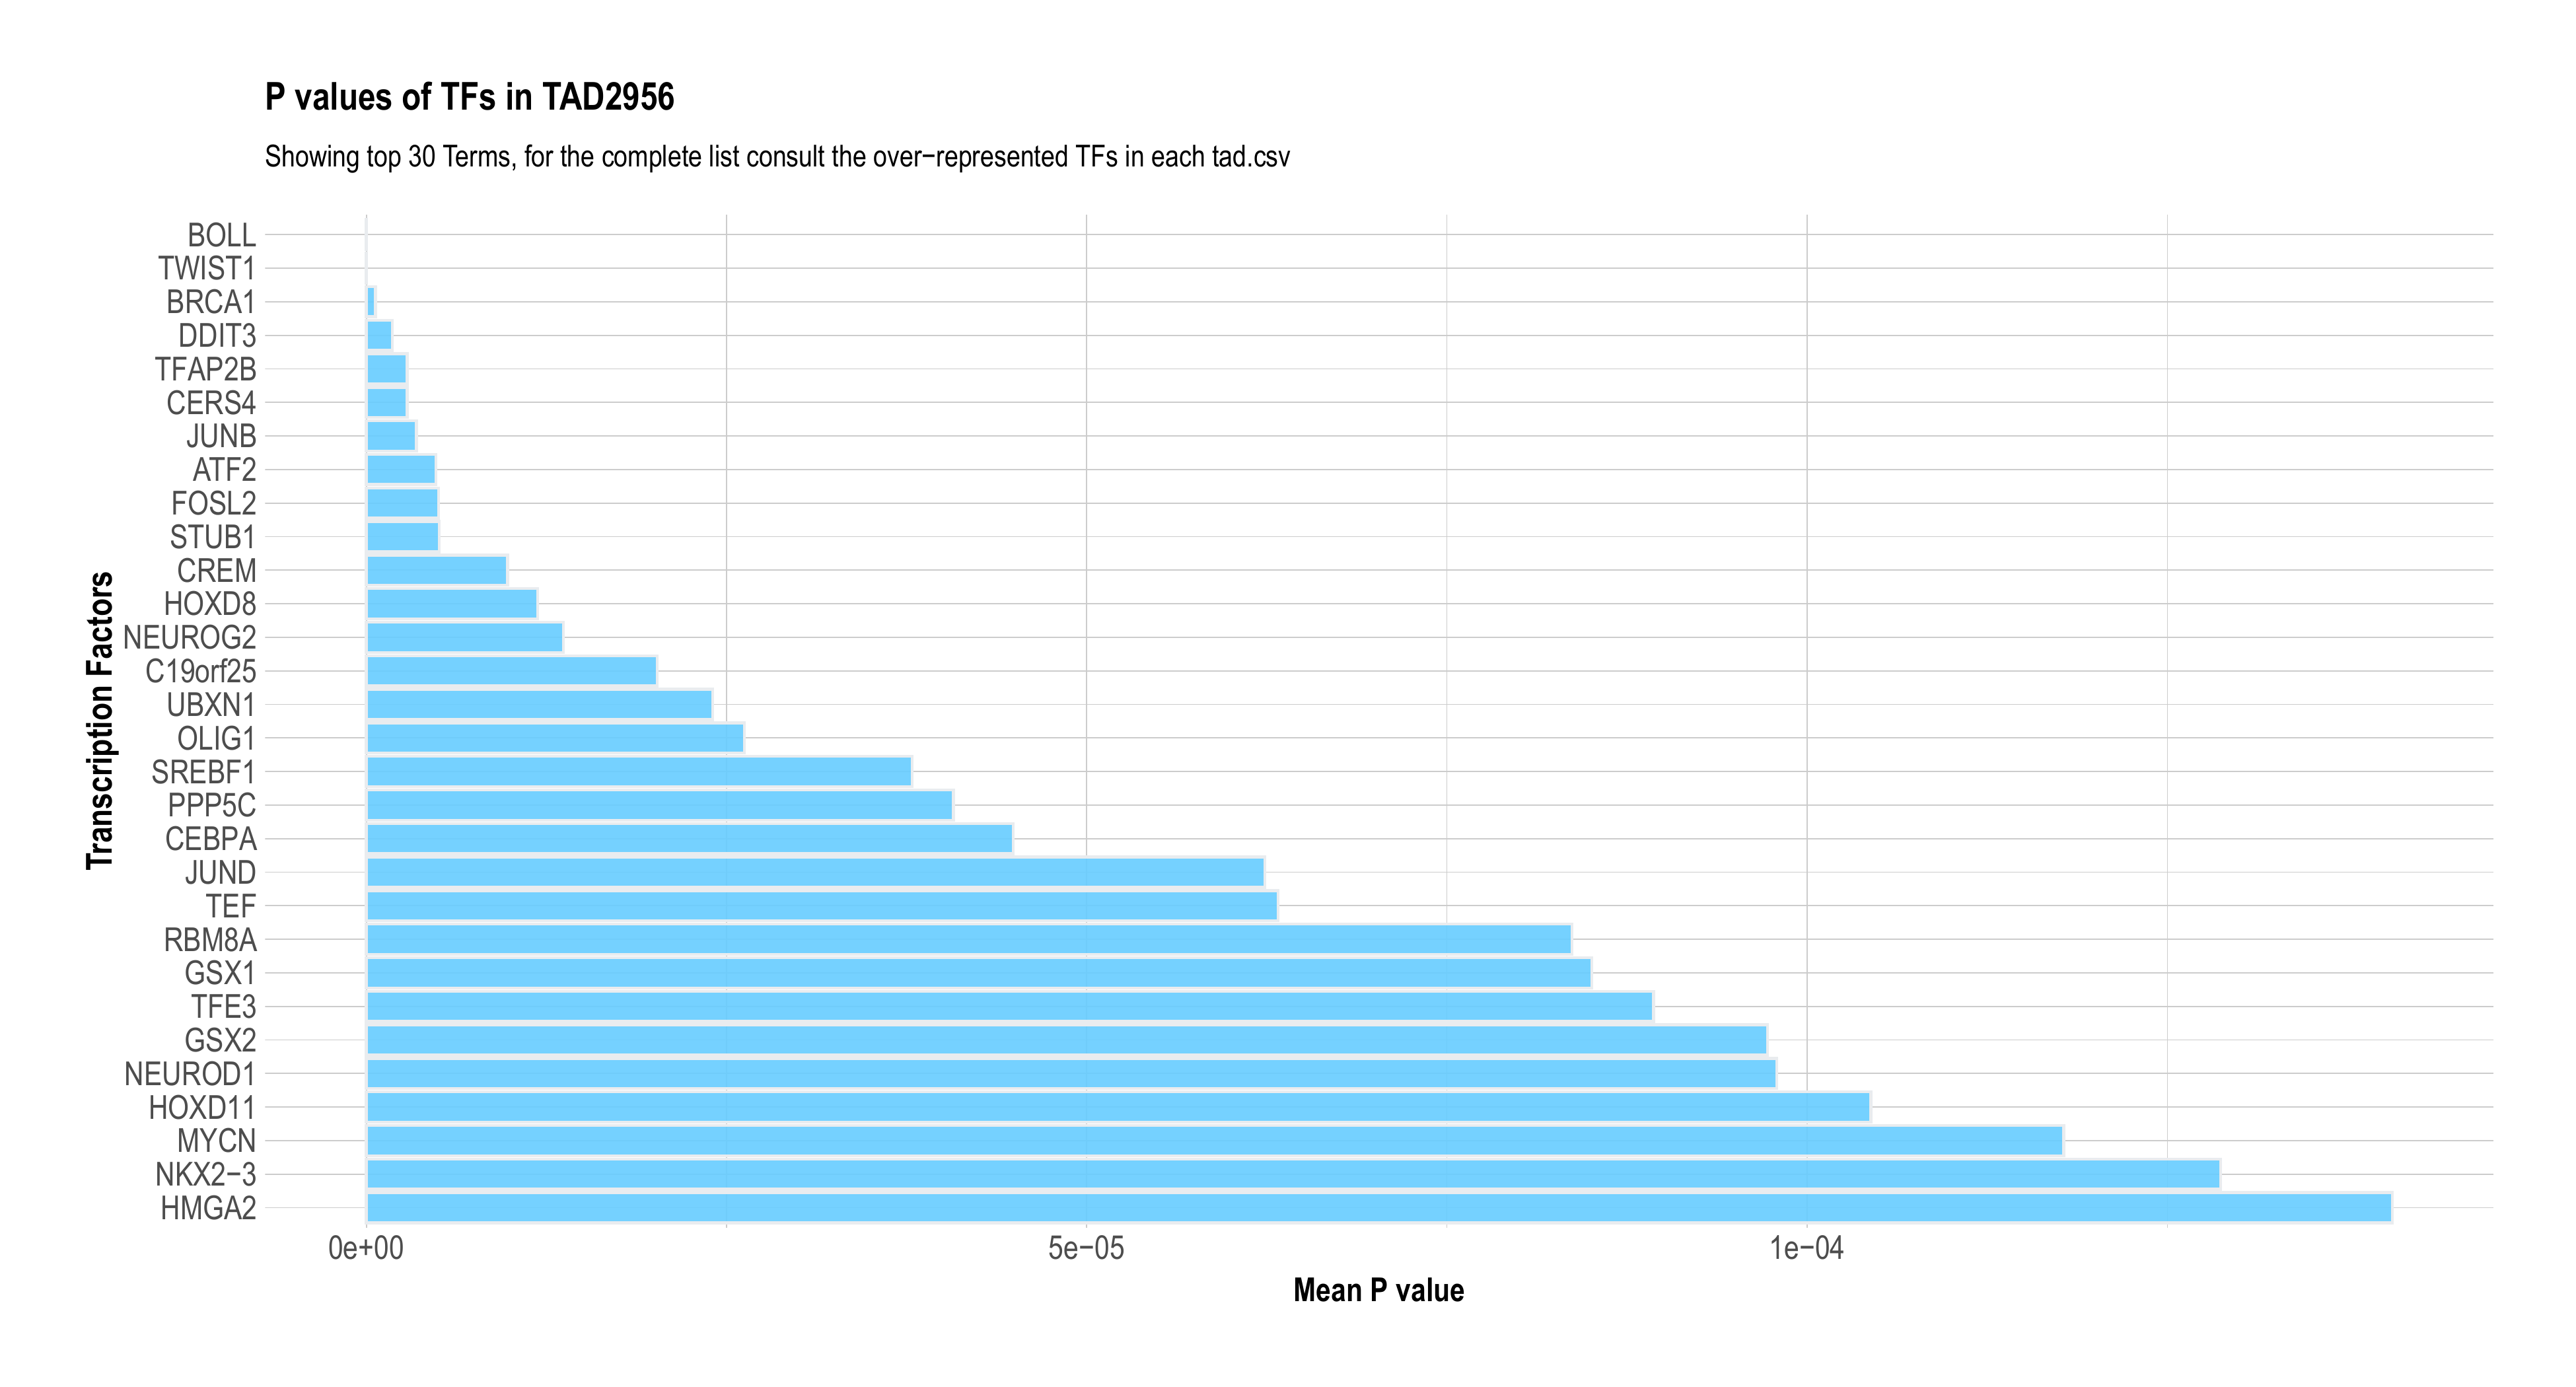 P values of TFs in TAD2956
Showing top 30 Terms, for the complete list consult the over−represented TFs in each tad.csv
Transcription Factors
BOLL
TWIST1
BRCA1
DDIT3
TFAP2B
CERS4
JUNB
ATF2
FOSL2
STUB1
CREM
HOXD8
NEUROG2
C19orf25
UBXN1
OLIG1
SREBF1
PPP5C
CEBPA
JUND
TEF
RBM8A
GSX1
TFE3
GSX2
NEUROD1
HOXD11
MYCN
NKX2−3
HMGA2
0e+00 5e−05 1e−04
Mean P value